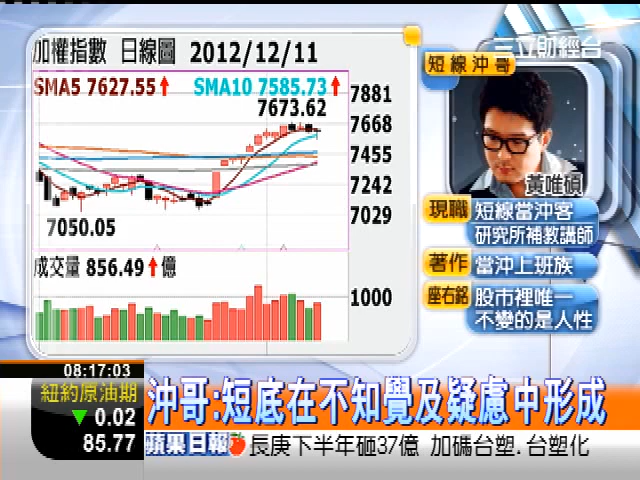 加權指數 日線圖 2012/12/11
SMA5 7627.55 SMA10 7585.73
7673.62
7050.05
7881
7668
7455
7242
7029
成交量 856.49 億
1000
三立財經台
短線沖哥
黃唯碩
現職 短線當沖客
研究所補教講師
著作 當沖上班族
座右銘 股市裡唯一
不變的是人性
08:17:03
紐約原油期
▼ 0.02
85.77
沖哥:短底在不知覺及疑慮中形成
蘋果日報 長庚下半年砸37億 加碼台塑.台塑化